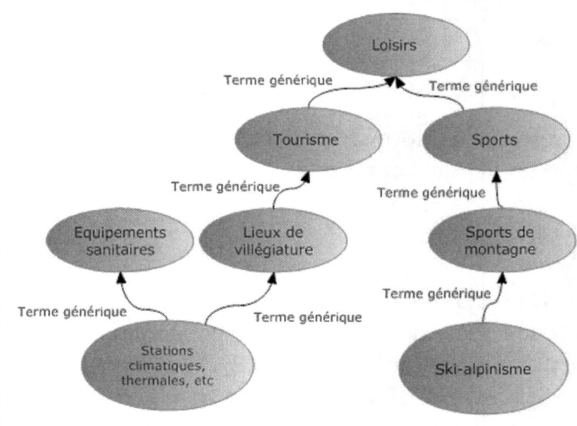 Loisirs
Terme générique
Terme générique
Tourisme
Sports
Terme générique
Terme générique
Equipements
sanitaires
Lieux de
villégiature
Sports de
montagne
Terme générique
Terme générique
Terme générique
Stations
climatiques,
thermales, etc
Ski-alpinisme